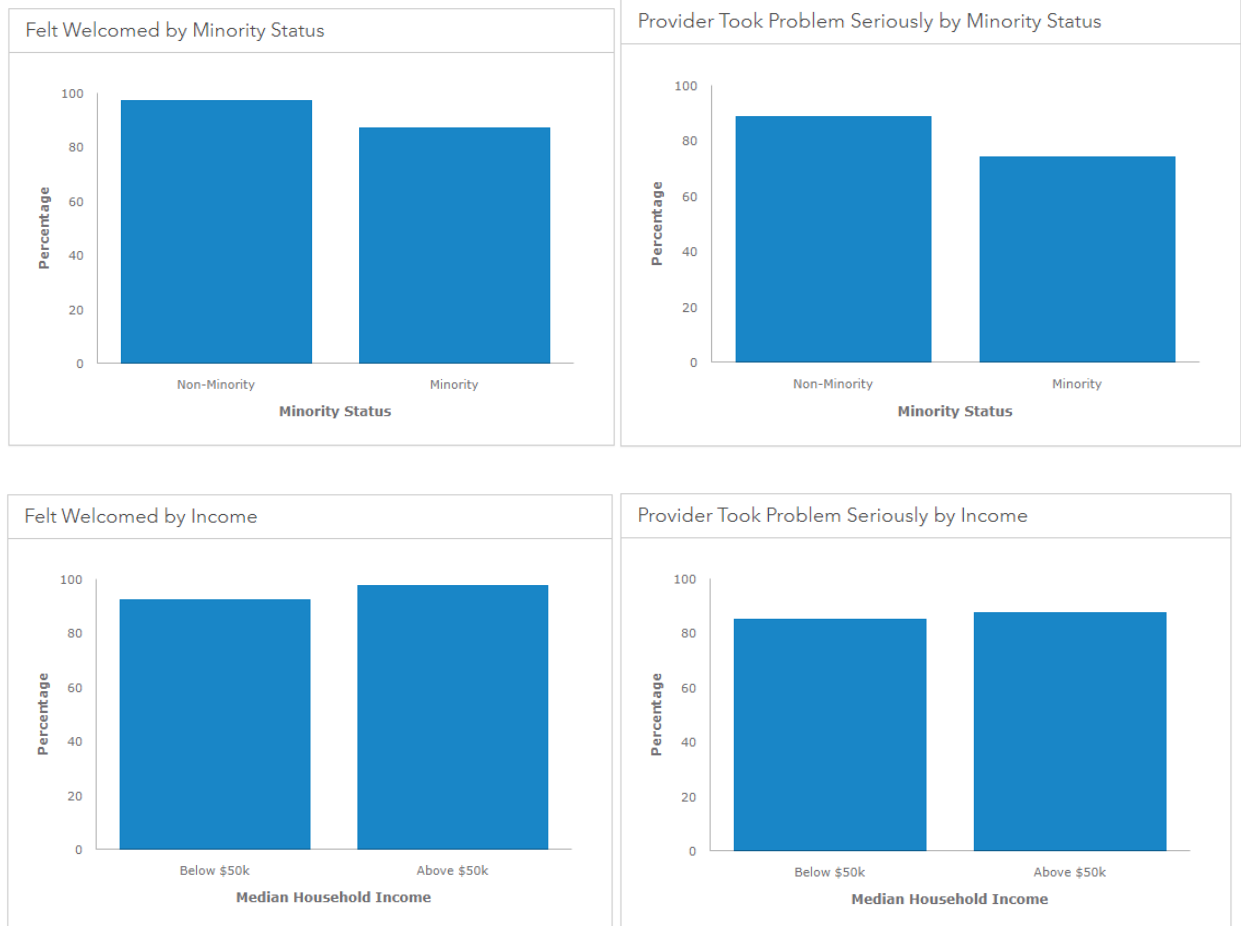 Felt Welcomed by Minority Status
100
80
60
40
20
0
Percentage
Non-Minority Minority
Minority Status
Provider Took Problem Seriously by Minority Status
100
80
60
40
20
0
Percentage
Non-Minority Minority
Minority Status
Felt Welcomed by Income
100
80
60
40
20
0
Percentage
Below $50k Above $50k
Median Household Income
Provider Took Problem Seriously by Income
100
80
60
40
20
0
Percentage
Below $50k Above $50k
Median Household Income